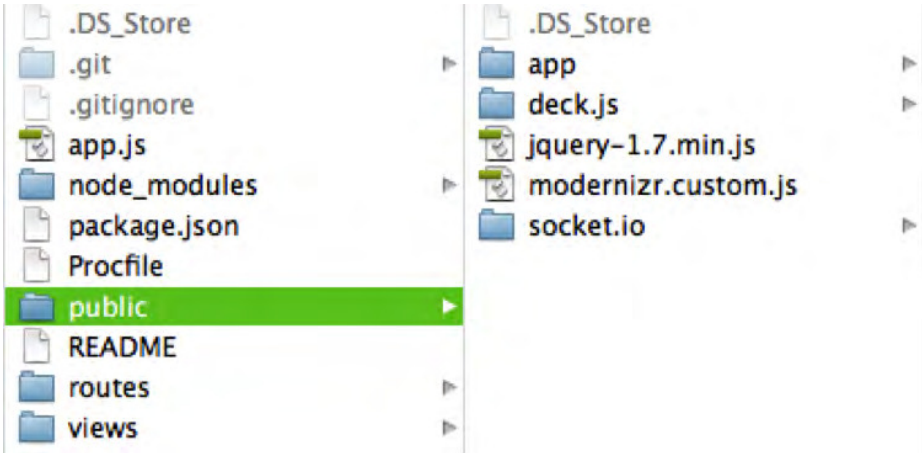 .DS_Store
.git
.gitignore
app.js
node_modules
package.json
Procfile
public
README
routes
views
.DS_Store
app
deck.js
jquery-1.7.min.js
modernizr.custom.js
socket.io